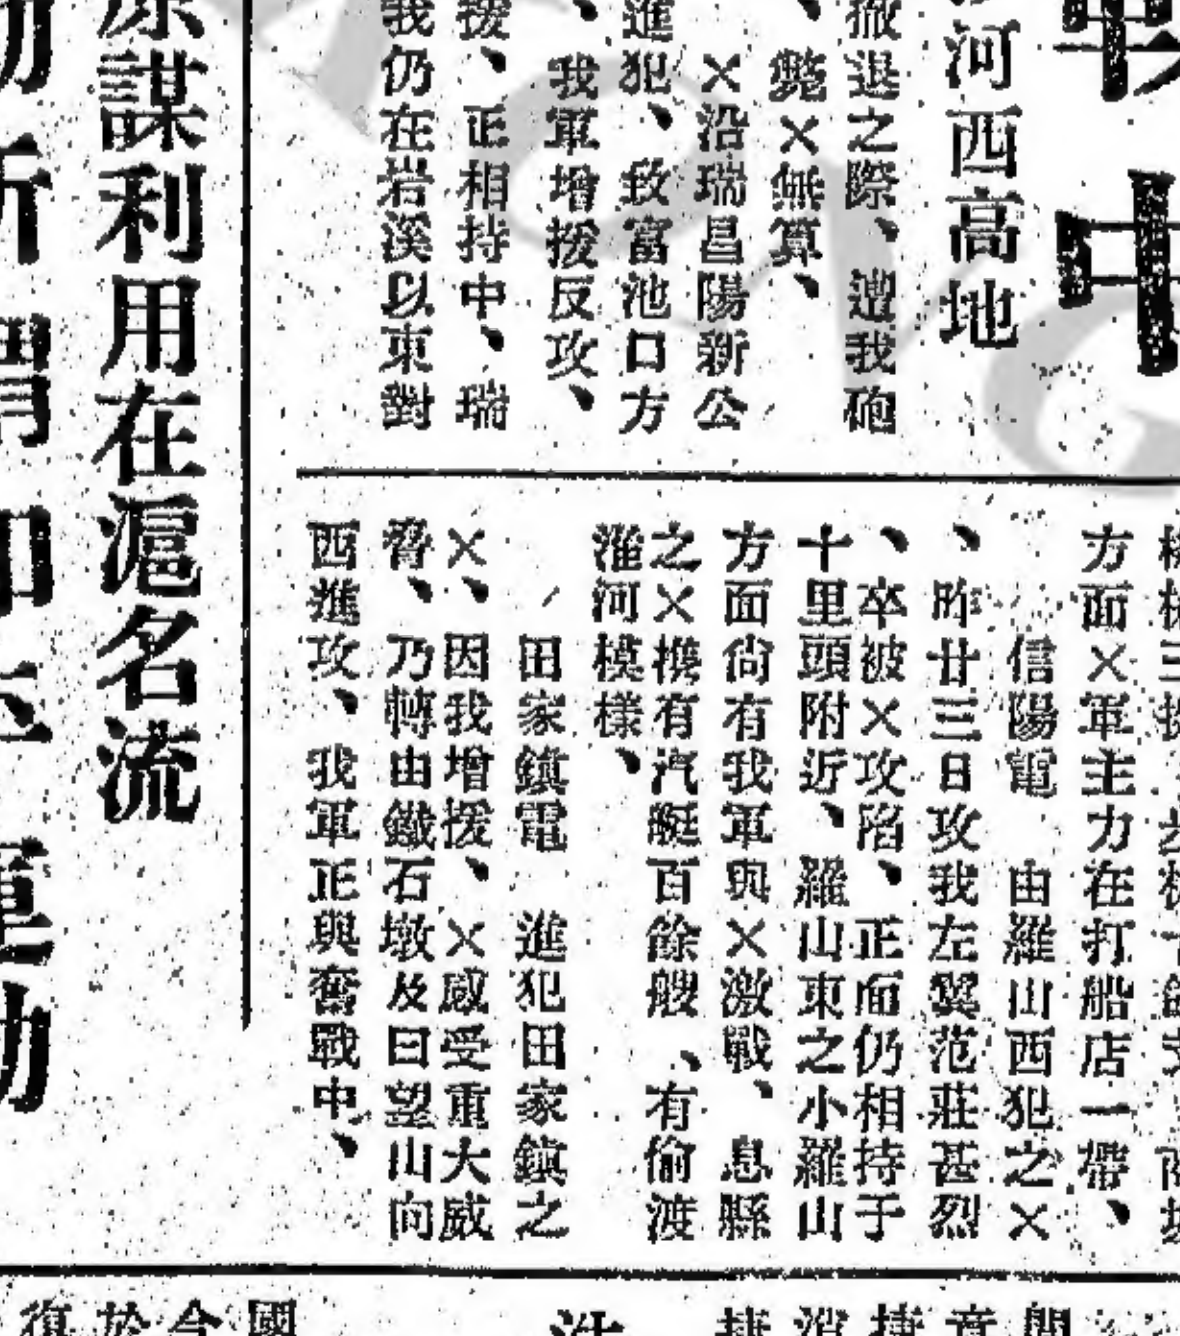 河西高地
撤退之際、遭我砲
、斃×無算、
×沿瑞昌陽新公
進犯、致富池口方
、我軍增援反攻、
援、正相持中、瑞
我仍在岩溪以東對
方面×軍主力在打船店一帶、
信陽電　由羅山西犯之×
、昨廿三日攻我左翼范莊甚烈
、卒被×攻陷、正面仍相持于
十里頭附近、羅山東之小羅山
方面尙有我軍與×激戰、息縣
之×携有汽艇百餘艘、有偷渡
淮河模樣、
田家鎮電　進犯田家鎮之
×、因我增援、×感受重大威
脅、乃轉由鐵石墩及曰望山向
西進攻、我軍正與奮戰中、
原謀利用在滬名流